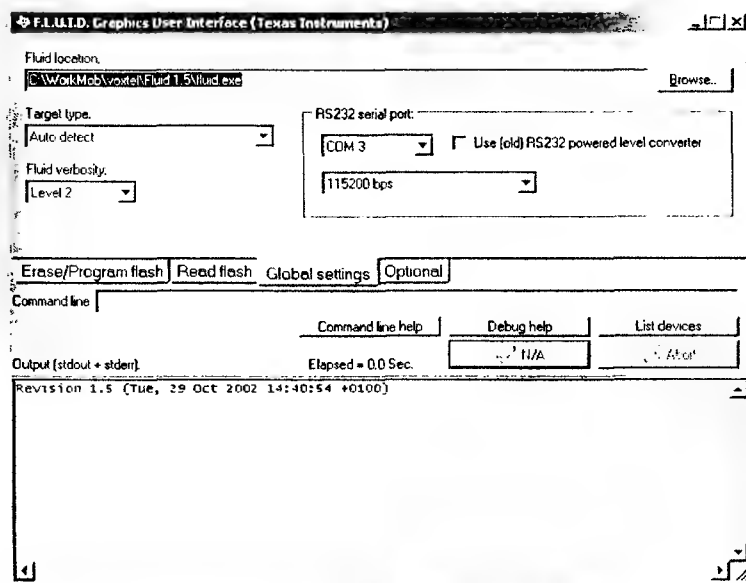 F.L.U.I.D. Graphics User Interface (Texas Instruments)
Fluid location.
C:\WorkMob\voxtel\Fluid 1.5\fluid.exe
Browse..
Target type.
Auto detect
RS232 serial port:
COM 3
Use (old) RS232 powered level converter
Fluid verbosity.
Level 2
115200 bps
Erase/Program flash
Read flash
Global settings
Optional
Command line
Command line help
Debug help
List devices
Output (stdout + stderr).
Elapsed = 0.0 Sec.
N/A
Abort
Revision 1.5 (Tue, 29 Oct 2002 14:40:54 +0100)